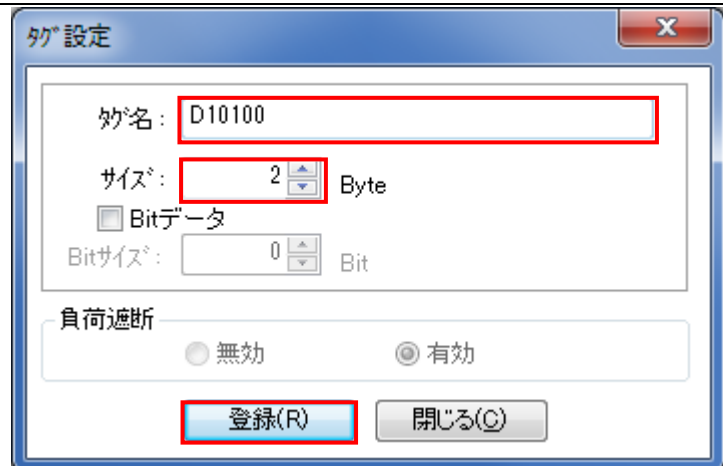 ﾀｸﾞ設定
ﾀｸﾞ名： D10100
ｻｲｽﾞ： 2 Byte
Bitデータ
Bitｻｲｽﾞ： 0 Bit
負荷遮断
無効 有効
登録(R) 閉じる(C)